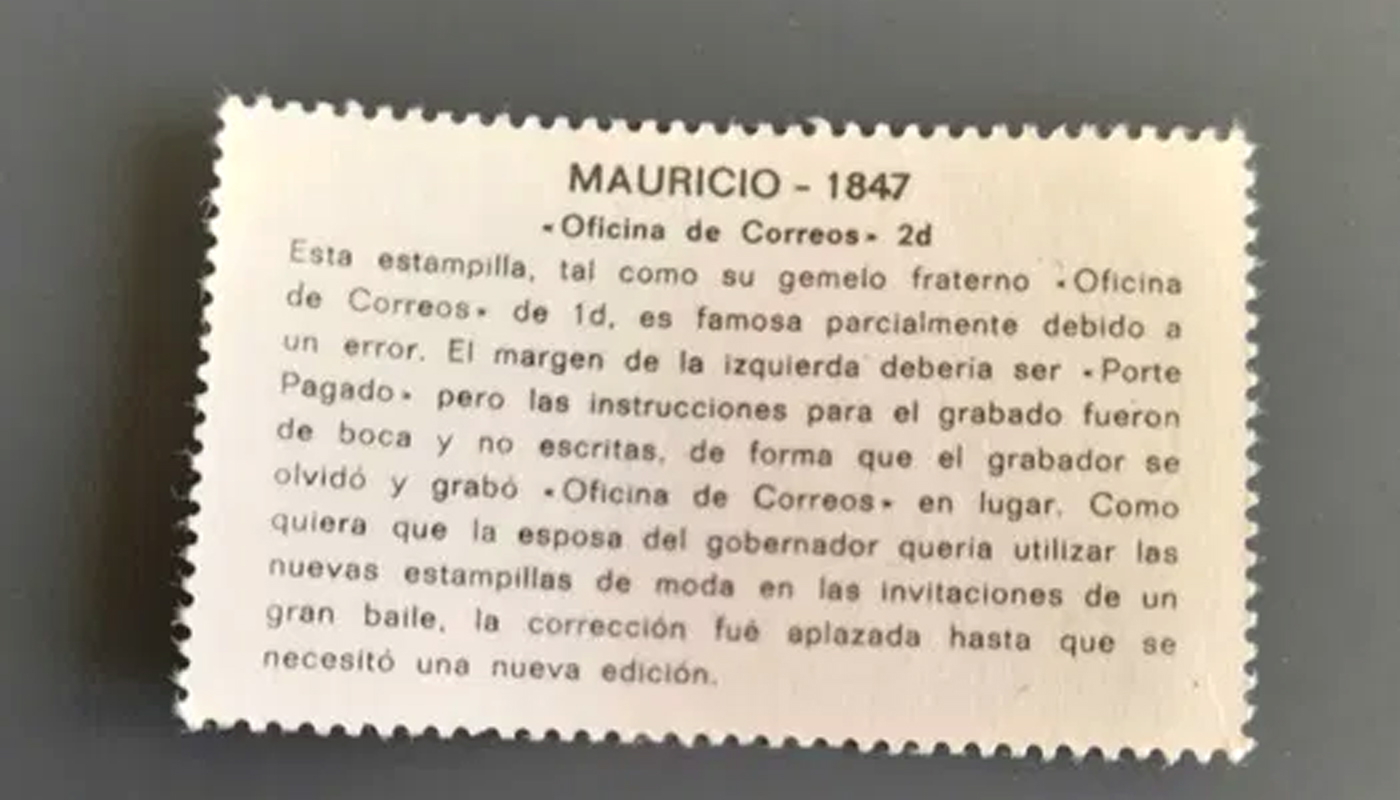 MAURICIO - 1847
«Oficina de Correos» 2d
Esta estampilla, tal como su gemelo fraterno «Oficina
de Correos» de 1d, es famosa parcialmente debido a
un error. El margen de la izquierda debería ser «Porte
Pagado» pero las instrucciones para el grabado fueron
de boca y no escritas, de forma que el grabador se
olvidó y grabó «Oficina de Correos» en lugar. Como
quiera que la esposa del gobernador quería utilizar las
nuevas estampillas de moda en las invitaciones de un
gran baile, la corrección fué aplazada hasta que se
necesitó una nueva edición.